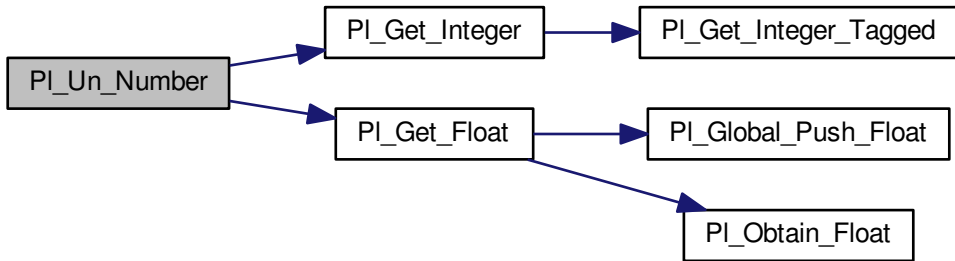 Pl_Un_Number
Pl_Get_Integer
Pl_Get_Integer_Tagged
Pl_Get_Float
Pl_Global_Push_Float
Pl_Obtain_Float